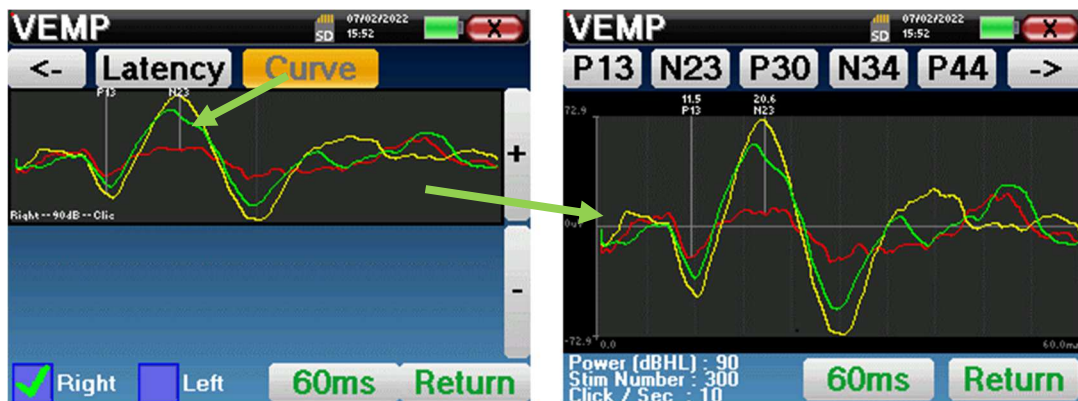 VEMP
SD
07/02/2022
15:52
X
<-
Latency
Curve
P13
N23
Right -- 90dB -- Clic
+
-
Right
Left
60ms
Return
VEMP
SD
07/02/2022
15:52
X
P13
N23
P30
N34
P44
->
72.9
11.5
P13
20.6
N23
-72.9
0.0
60.0ms
Power (dBHL) : 90
Stim Number : 300
Click / Sec : 10
60ms
Return